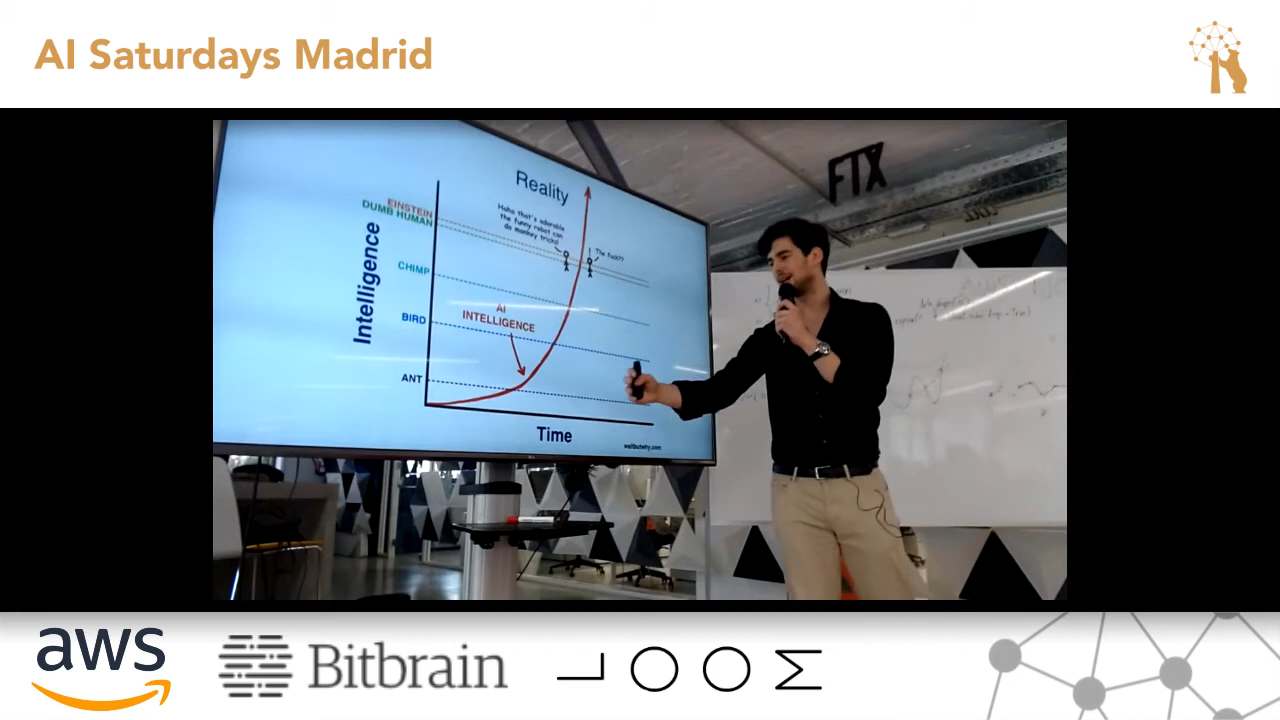 AI Saturdays Madrid
FTX
Reality
EINSTEIN
DUMB HUMAN
Haha that's adorable
the funny robot can
do monkey tricks!
The fuck??
CHIMP
Intelligence
AI
INTELLIGENCE
BIRD
ANT
Time
waitbutwhy.com
aws
Bitbrain
LOOM